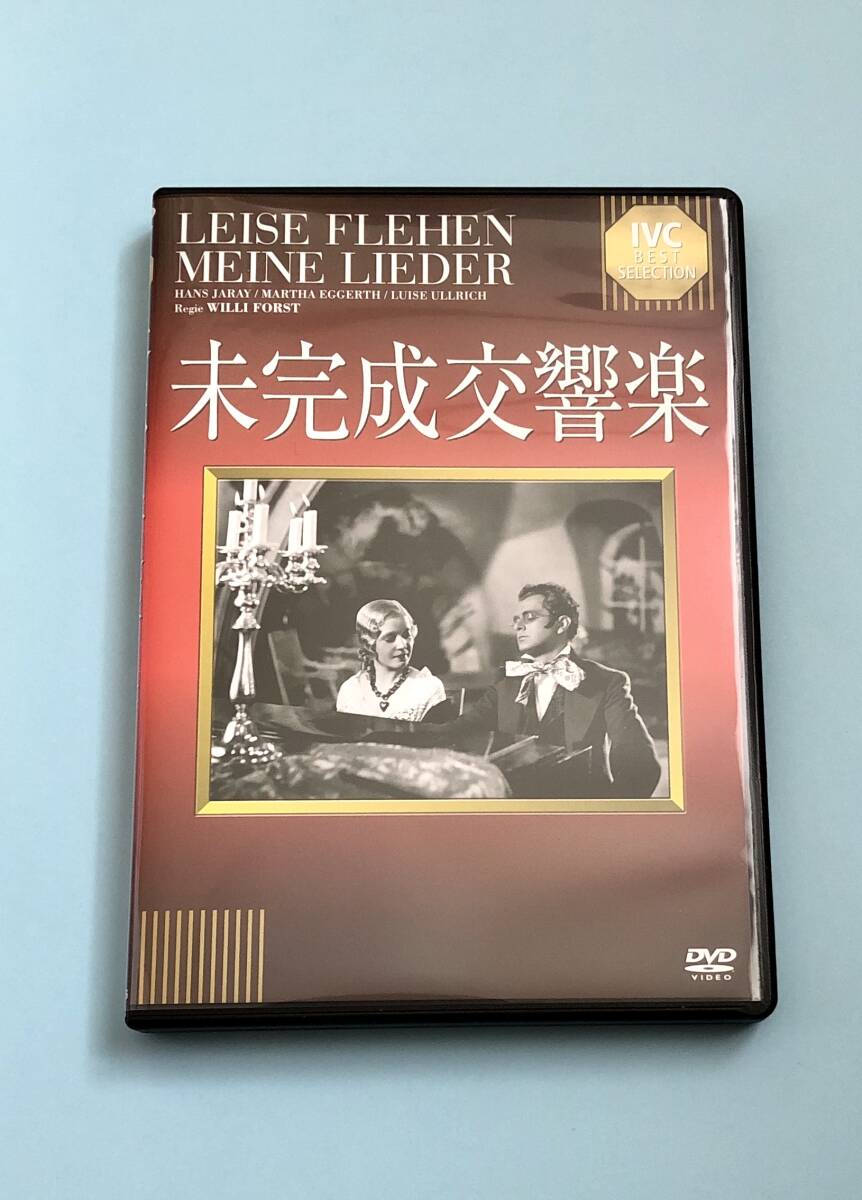 LEISE FLEHEN
MEINE LIEDER
HANS JARAY / MARTHA EGGERTH / LUISE ULLRICH
Regie WILLI FORST
IVC
BEST
SELECTION
未完成交響楽
DVD
VIDEO